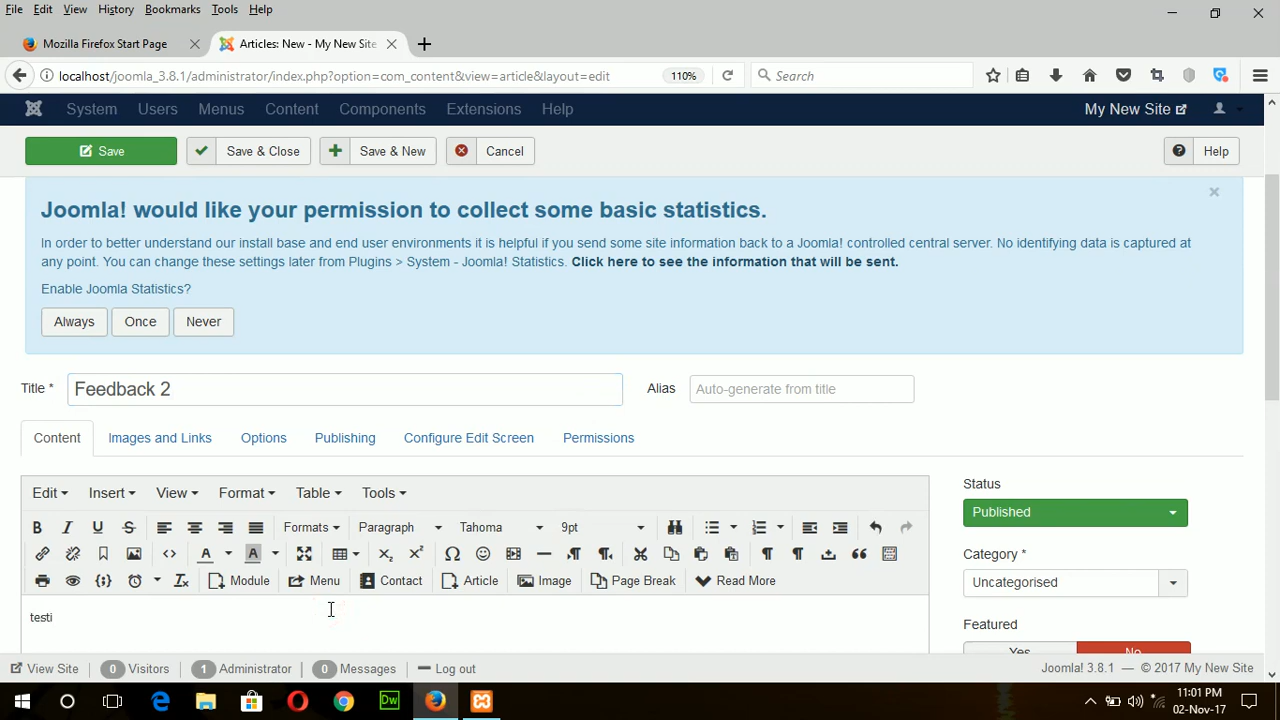 File Edit View History Bookmarks Tools Help
Mozilla Firefox Start Page
Articles: New - My New Site
localhost/joomla_3.8.1/administrator/index.php?option=com_content&view=article&layout=edit
110%
Search
System Users Menus Content Components Extensions Help
My New Site
Save
Save & Close
Save & New
Cancel
Help
Joomla! would like your permission to collect some basic statistics.
In order to better understand our install base and end user environments it is helpful if you send some site information back to a Joomla! controlled central server. No identifying data is captured at
any point. You can change these settings later from Plugins > System - Joomla! Statistics. Click here to see the information that will be sent.
Enable Joomla Statistics?
Always Once Never
Title *
Feedback 2
Alias
Auto-generate from title
Content Images and Links Options Publishing Configure Edit Screen Permissions
Edit Insert View Format Table Tools
B I U S Formats Paragraph Tahoma 9pt
A A
Module Menu Contact Article Image Page Break Read More
testi
Status
Published
Category *
Uncategorised
Featured
Yes No
View Site 0 Visitors 1 Administrator 0 Messages Log out
Joomla! 3.8.1 — © 2017 My New Site
Dw
11:01 PM
02-Nov-17